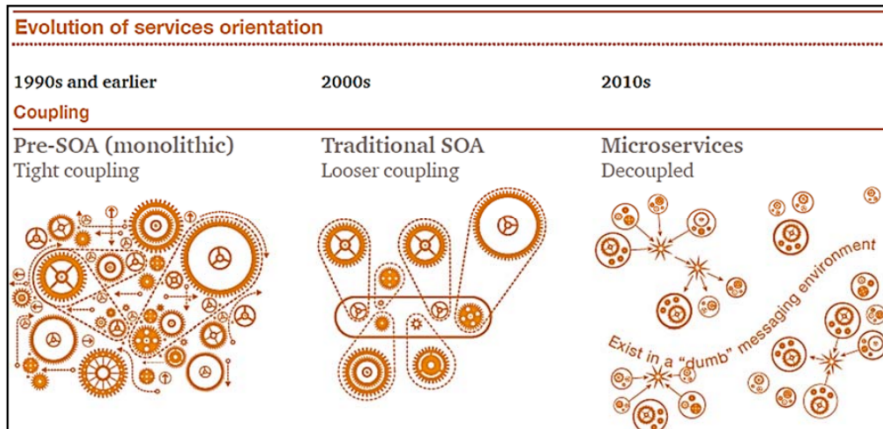 Evolution of services orientation
1990s and earlier
2000s
2010s
Coupling
Pre-SOA (monolithic)
Tight coupling
Traditional SOA
Looser coupling
Microservices
Decoupled
Exist in a “dumb” messaging environment